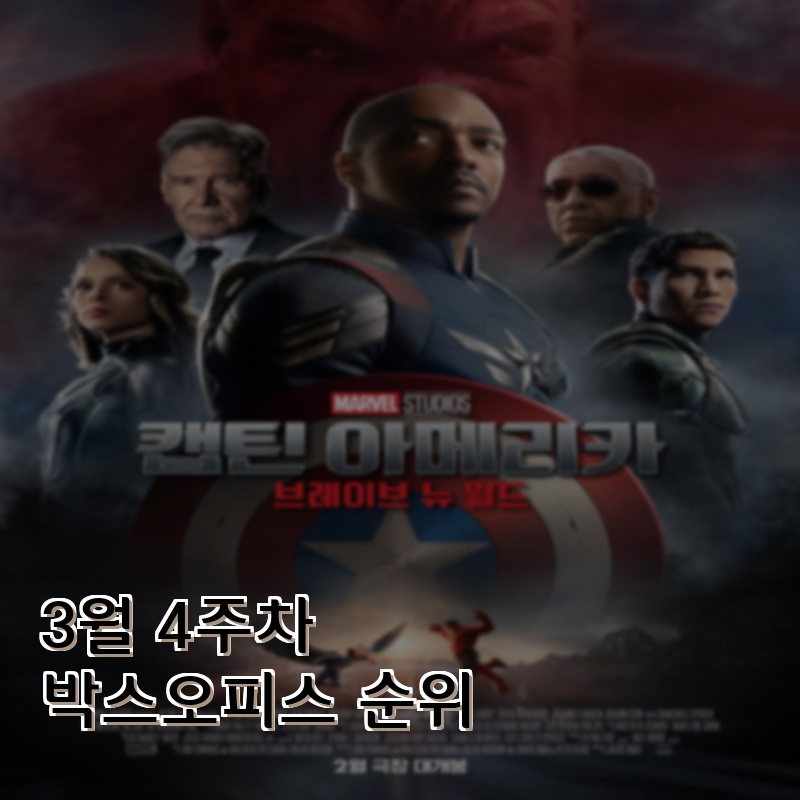 MARVEL STUDIOS
캡틴 아메리카
브레이브 뉴 월드
3월 4주차
박스오피스 순위
2월 극장 대개봉